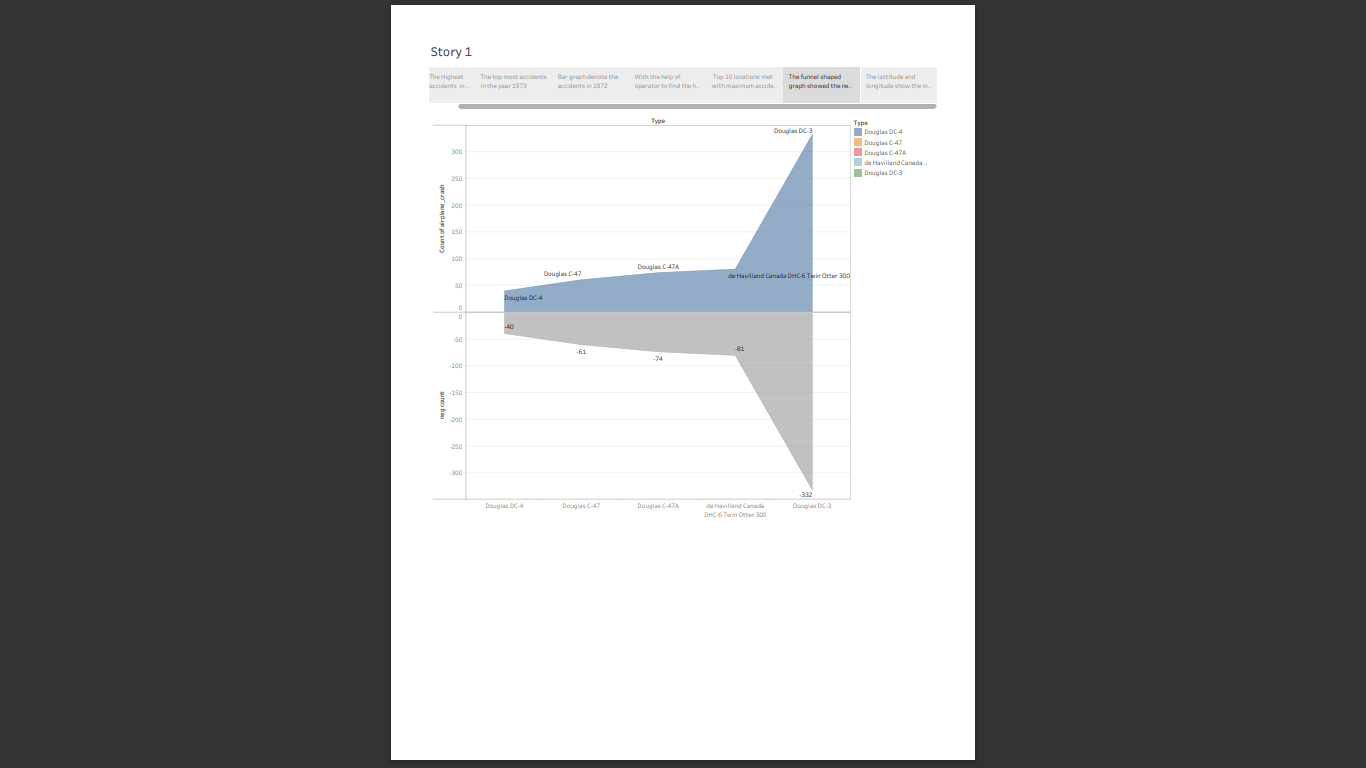 Story 1
The Highest
accidents in ..
The top most accidents
in the year 1973
Bar graph denote the
accidents in 1972
With the help of
operator to find the h..
Top 10 locations met
with maximum accide..
The funnel shaped
graph showed the ne..
The lattitude and
longitude show the m..
Type
Douglas DC-3
300
250
200
150
100
50
0
Count of airplane_crash
Douglas C-47
Douglas C-47A
de Havilland Canada DHC-6 Twin Otter 300
Douglas DC-4
0
-50
-100
-150
-200
-250
-300
neg count
-40
-61
-74
-81
-332
Douglas DC-4
Douglas C-47
Douglas C-47A
de Havilland Canada
DHC-6 Twin Otter 300
Douglas DC-3
Type
Douglas DC-4
Douglas C-47
Douglas C-47A
de Havilland Canada ..
Douglas DC-3